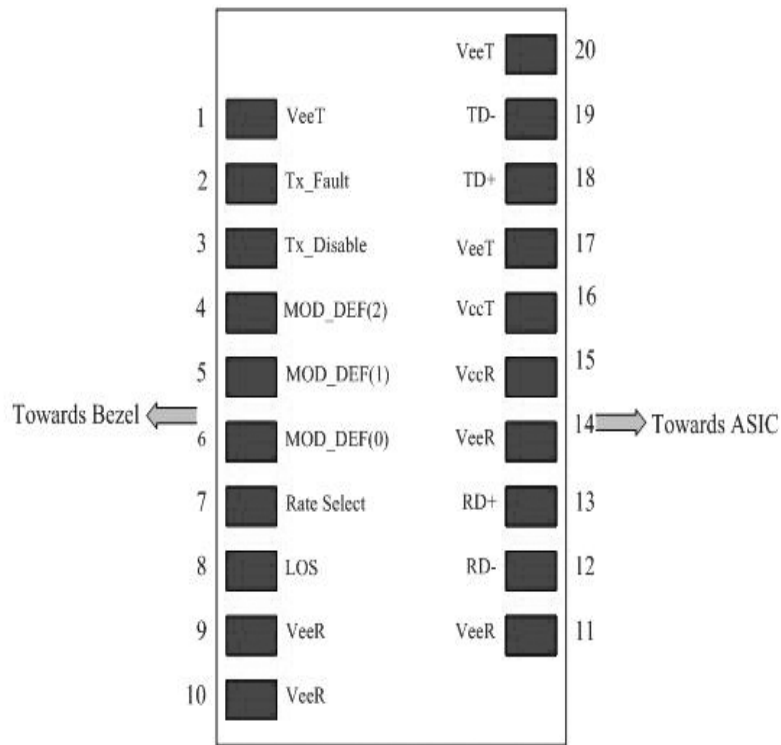 VeeT 20
1 VeeT TD- 19
2 Tx_Fault TD+ 18
3 Tx_Disable VeeT 17
4 MOD_DEF(2) VccT 16
5 MOD_DEF(1) VccR 15
Towards Bezel
6 MOD_DEF(0) VeeR 14
Towards ASIC
7 Rate Select RD+ 13
8 LOS RD- 12
9 VeeR VeeR 11
10 VeeR